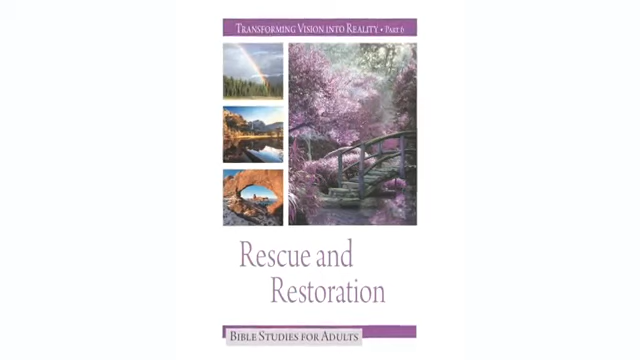 Transforming Vision into Reality • Part 6
Rescue and
Restoration
Bible Studies for Adults